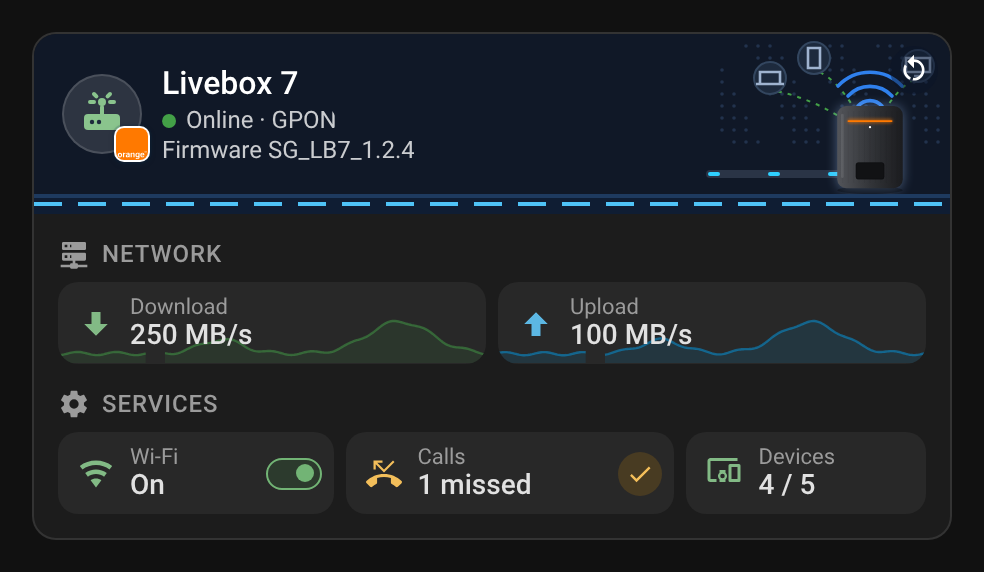 Livebox 7
Online · GPON
Firmware SG_LB7_1.2.4
orange
NETWORK
Download
250 MB/s
Upload
100 MB/s
SERVICES
Wi-Fi
On
Calls
1 missed
Devices
4 / 5